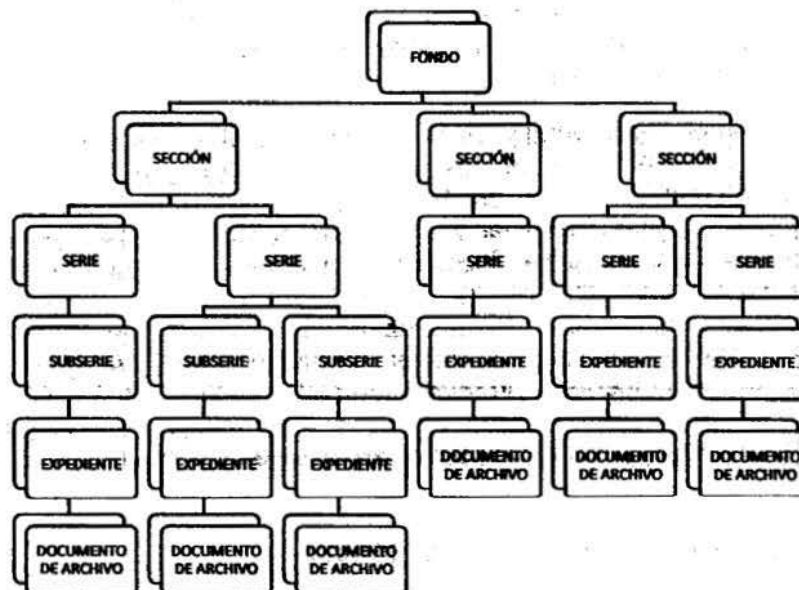 FONDO
SECCIÓN
SECCIÓN
SECCIÓN
SERIE
SERIE
SERIE
SERIE
SERIE
SUBSERIE
SUBSERIE
SUBSERIE
EXPEDIENTE
EXPEDIENTE
EXPEDIENTE
EXPEDIENTE
EXPEDIENTE
EXPEDIENTE
DOCUMENTO
DE ARCHIVO
DOCUMENTO
DE ARCHIVO
DOCUMENTO
DE ARCHIVO
DOCUMENTO
DE ARCHIVO
DOCUMENTO
DE ARCHIVO
DOCUMENTO
DE ARCHIVO